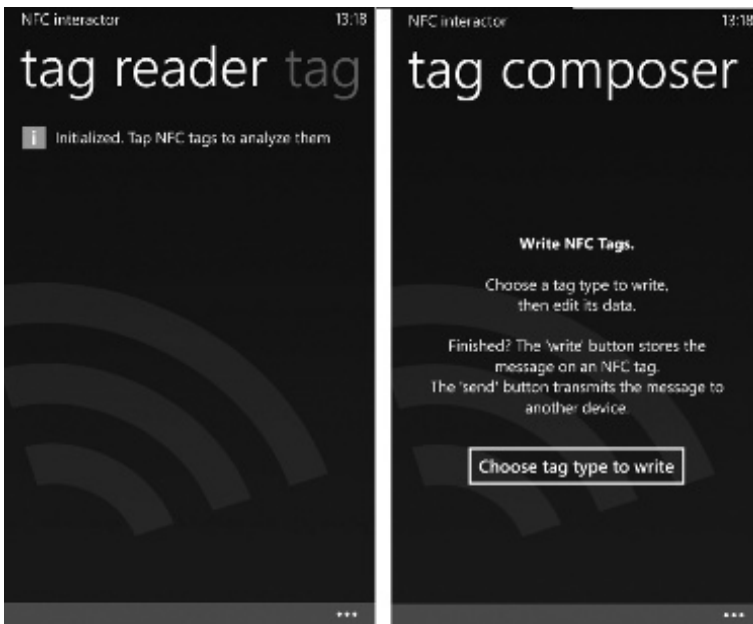 NFC interactor 13:18
tag reader tag
i Initialized. Tap NFC tags to analyze them
...
NFC interactor 13:18
tag composer
Write NFC Tags.
Choose a tag type to write,
then edit its data.
Finished? The 'write' button stores the
message on an NFC tag.
The 'send' button transmits the message to
another device.
Choose tag type to write
...